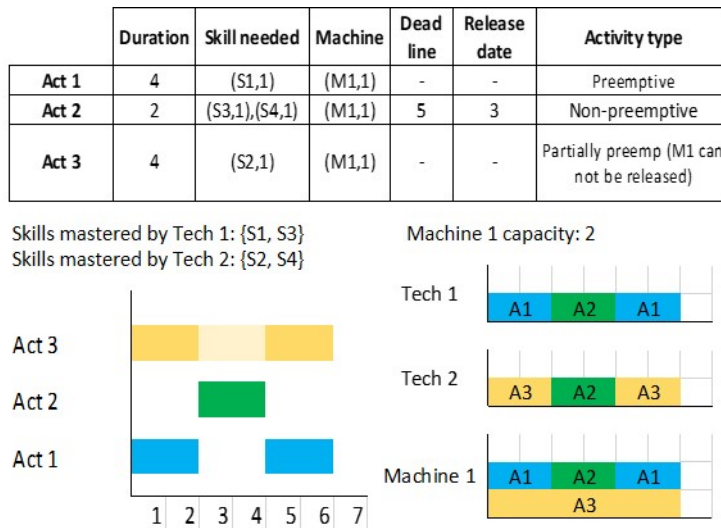 Duration Skill needed Machine Dead line Release date Activity type
Act 1 4 (S1,1) (M1,1) - - Preemptive
Act 2 2 (S3,1),(S4,1) (M1,1) 5 3 Non-preemptive
Act 3 4 (S2,1) (M1,1) - - Partially preemp (M1 can not be released)
Skills mastered by Tech 1: {S1, S3}
Skills mastered by Tech 2: {S2, S4}
Machine 1 capacity: 2
Act 3
Act 2
Act 1
1 2 3 4 5 6 7
Tech 1
A1 A2 A1
Tech 2
A3 A2 A3
Machine 1
A1 A2 A1
A3